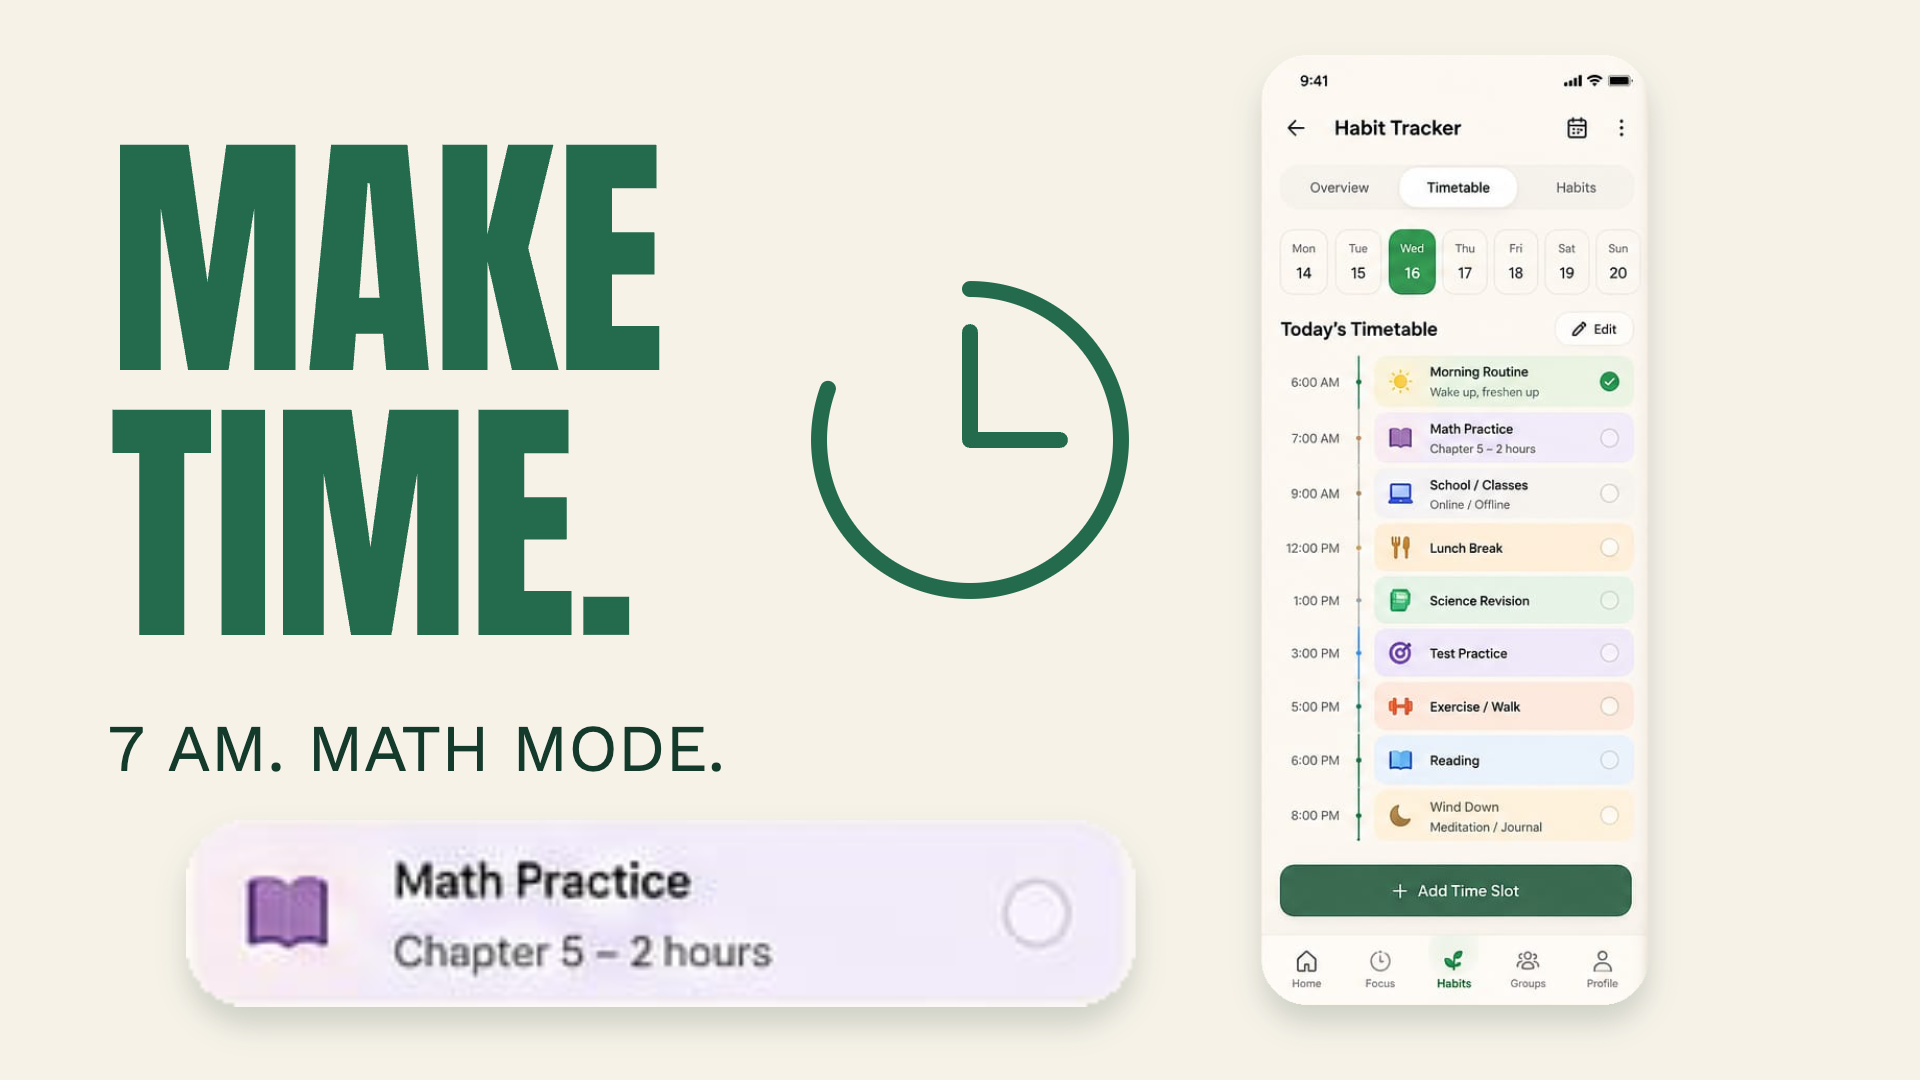 MAKE
TIME.
7 AM. MATH MODE.
Math Practice
Chapter 5 – 2 hours
9:41
Habit Tracker
Overview Timetable Habits
Mon Tue Wed Thu Fri Sat Sun
14 15 16 17 18 19 20
Today's Timetable Edit
6:00 AM Morning Routine
Wake up, freshen up
7:00 AM Math Practice
Chapter 5 – 2 hours
9:00 AM School / Classes
Online / Offline
12:00 PM Lunch Break
1:00 PM Science Revision
3:00 PM Test Practice
5:00 PM Exercise / Walk
6:00 PM Reading
8:00 PM Wind Down
Meditation / Journal
+ Add Time Slot
Home Focus Habits Groups Profile